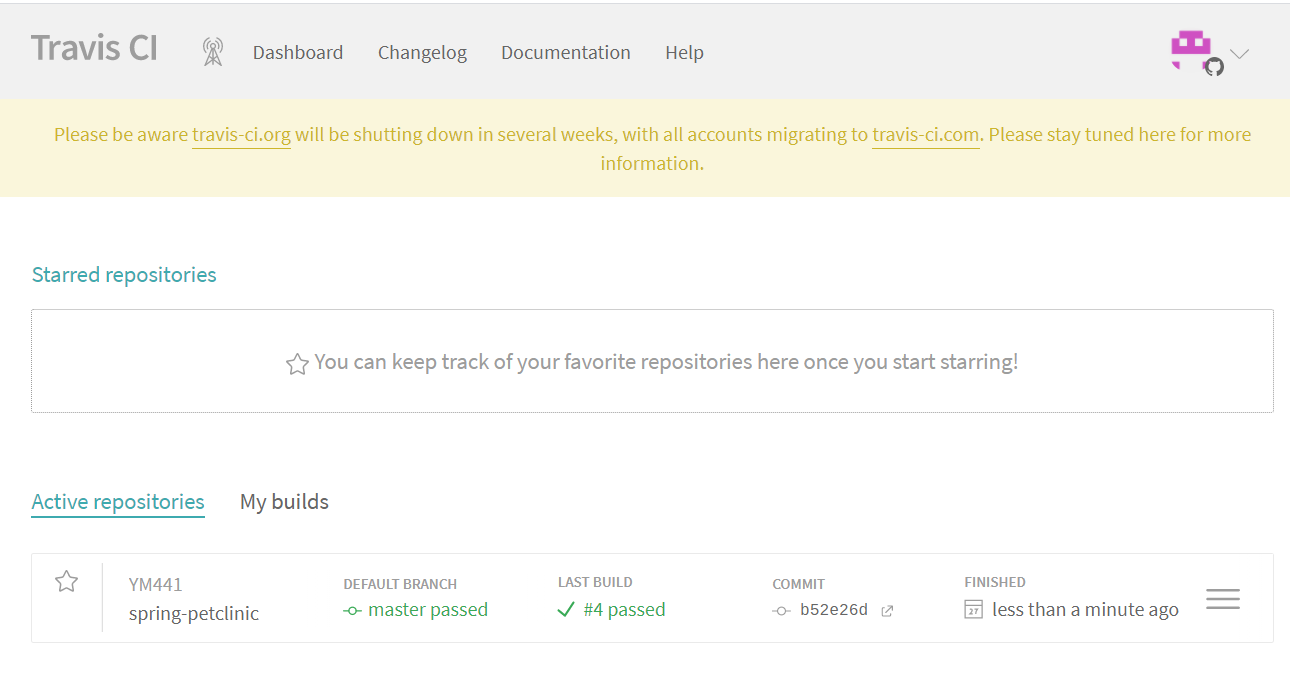 Travis CI
Dashboard
Changelog
Documentation
Help
Please be aware travis-ci.org will be shutting down in several weeks, with all accounts migrating to travis-ci.com. Please stay tuned here for more
information.
Starred repositories
You can keep track of your favorite repositories here once you start starring!
Active repositories
My builds
YM441
spring-petclinic
DEFAULT BRANCH
master passed
LAST BUILD
#4 passed
COMMIT
b52e26d
FINISHED
27
less than a minute ago